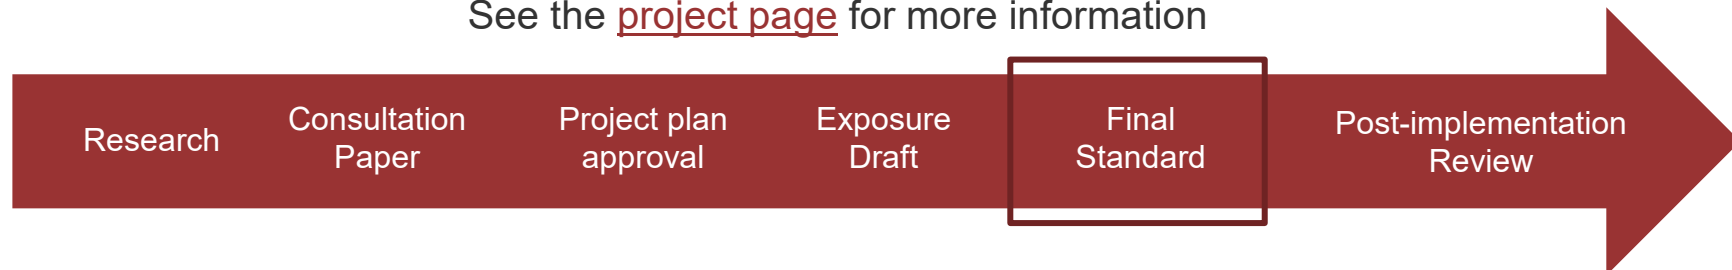 See the project page for more information
Research
Consultation
Paper
Project plan
approval
Exposure
Draft
Final
Standard
Post-implementation
Review